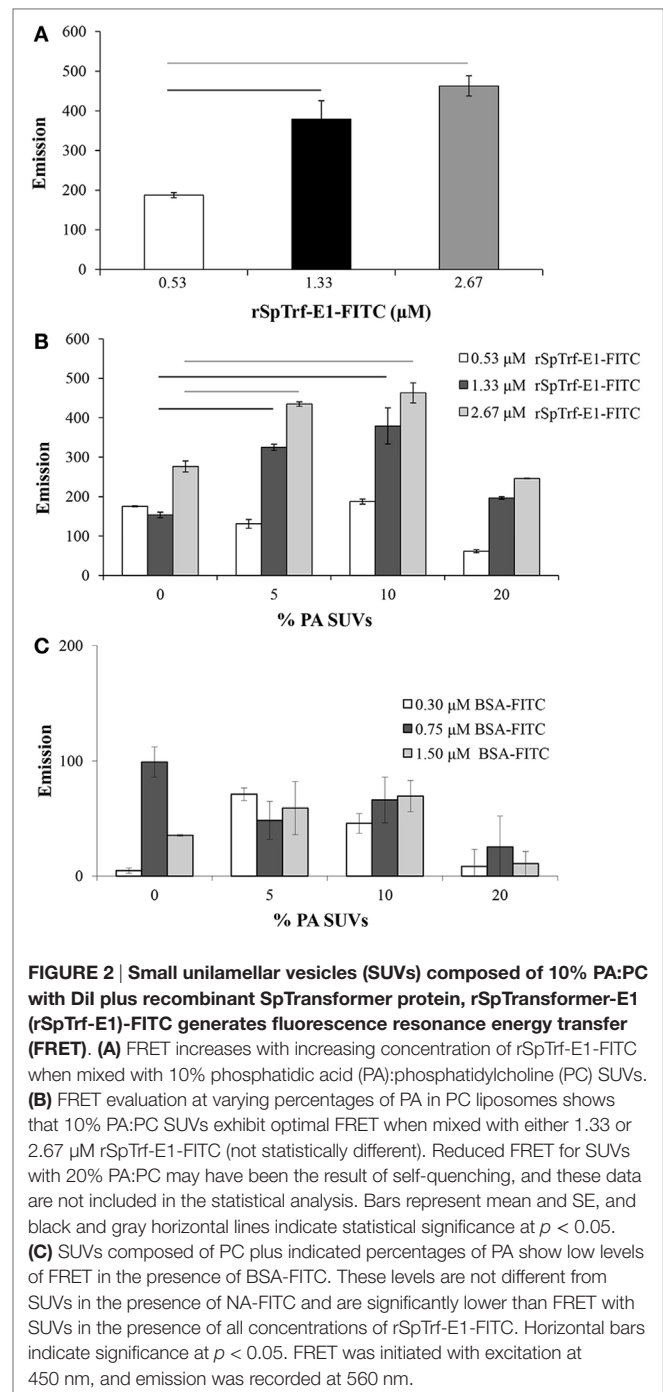 A
600
500
400
300
200
100
0
Emission
0.53 1.33 2.67
rSpTrf-E1-FITC (µM)
B
600
500
400
300
200
100
0
Emission
0.53 µM rSpTrf-E1-FITC
1.33 µM rSpTrf-E1-FITC
2.67 µM rSpTrf-E1-FITC
0 5 10 20
% PA SUVs
C
200
100
0
Emission
0.30 µM BSA-FITC
0.75 µM BSA-FITC
1.50 µM BSA-FITC
0 5 10 20
% PA SUVs
FIGURE 2 | Small unilamellar vesicles (SUVs) composed of 10% PA:PC
with DiI plus recombinant SpTransformer protein, rSpTransformer-E1
(rSpTrf-E1)-FITC generates fluorescence resonance energy transfer
(FRET). (A) FRET increases with increasing concentration of rSpTrf-E1-FITC
when mixed with 10% phosphatidic acid (PA):phosphatidylcholine (PC) SUVs.
(B) FRET evaluation at varying percentages of PA in PC liposomes shows
that 10% PA:PC SUVs exhibit optimal FRET when mixed with either 1.33 or
2.67 µM rSpTrf-E1-FITC (not statistically different). Reduced FRET for SUVs
with 20% PA:PC may have been the result of self-quenching, and these data
are not included in the statistical analysis. Bars represent mean and SE, and
black and gray horizontal lines indicate statistical significance at p < 0.05.
(C) SUVs composed of PC plus indicated percentages of PA show low levels
of FRET in the presence of BSA-FITC. These levels are not different from
SUVs in the presence of NA-FITC and are significantly lower than FRET with
SUVs in the presence of all concentrations of rSpTrf-E1-FITC. Horizontal bars
indicate significance at p < 0.05. FRET was initiated with excitation at
450 nm, and emission was recorded at 560 nm.